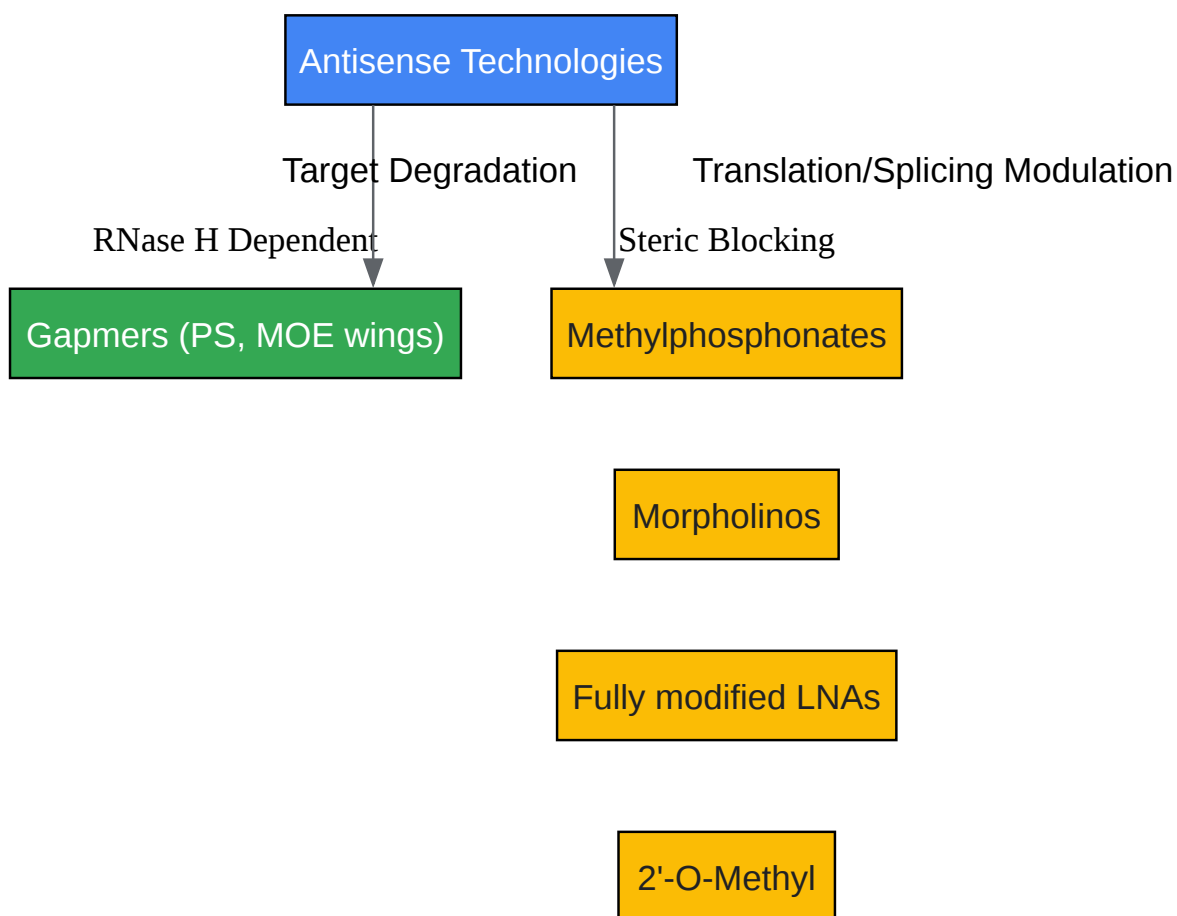 Antisense Technologies
Target Degradation
Translation/Splicing Modulation
RNase H Dependent
Steric Blocking
Gapmers (PS, MOE wings)
Methylphosphonates
Morpholinos
Fully modified LNAs
2'-O-Methyl